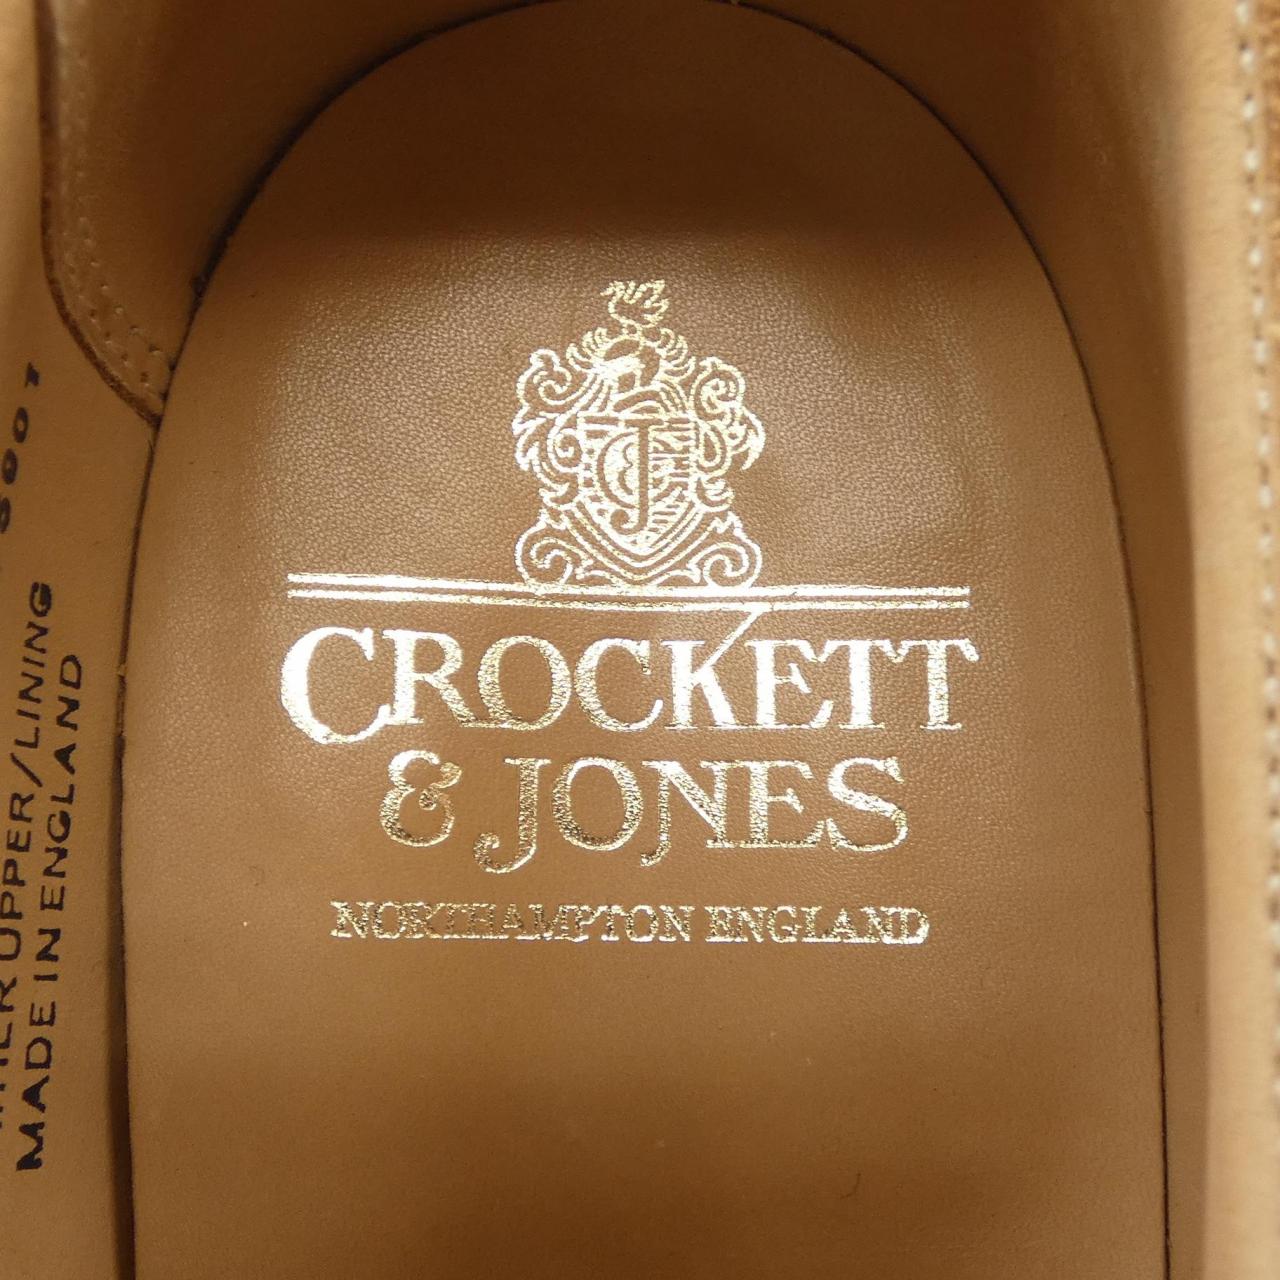 CROCKETT
& JONES
NORTHAMPTON ENGLAND
UPPER/LINING
MADE IN ENGLAND